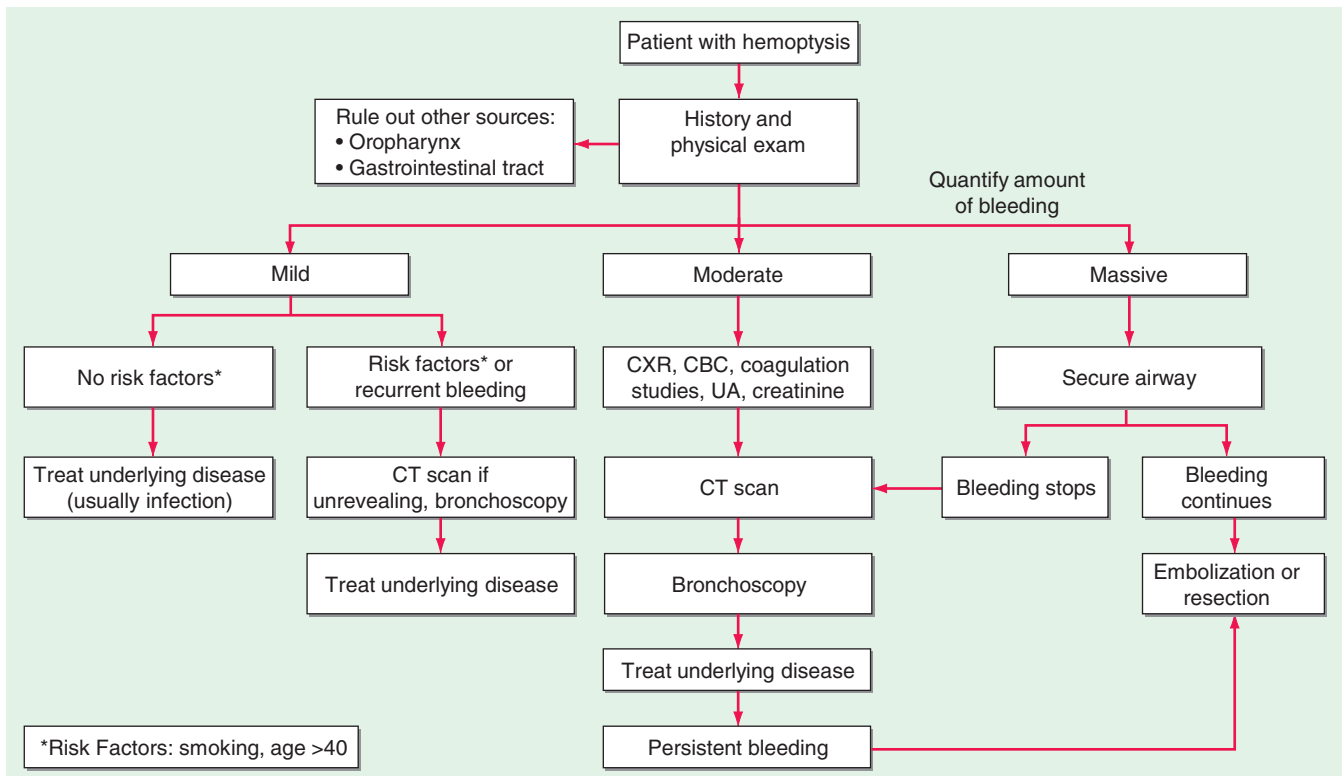 Patient with hemoptysis
Rule out other sources:
• Oropharynx
• Gastrointestinal tract
History and
physical exam
Quantify amount
of bleeding
Mild
Moderate
Massive
No risk factors*
Risk factors* or
recurrent bleeding
CXR, CBC, coagulation
studies, UA, creatinine
Secure airway
Treat underlying disease
(usually infection)
CT scan if
unrevealing, bronchoscopy
CT scan
Bleeding stops
Bleeding
continues
Treat underlying disease
Bronchoscopy
Embolization or
resection
Treat underlying disease
Persistent bleeding
*Risk Factors: smoking, age >40